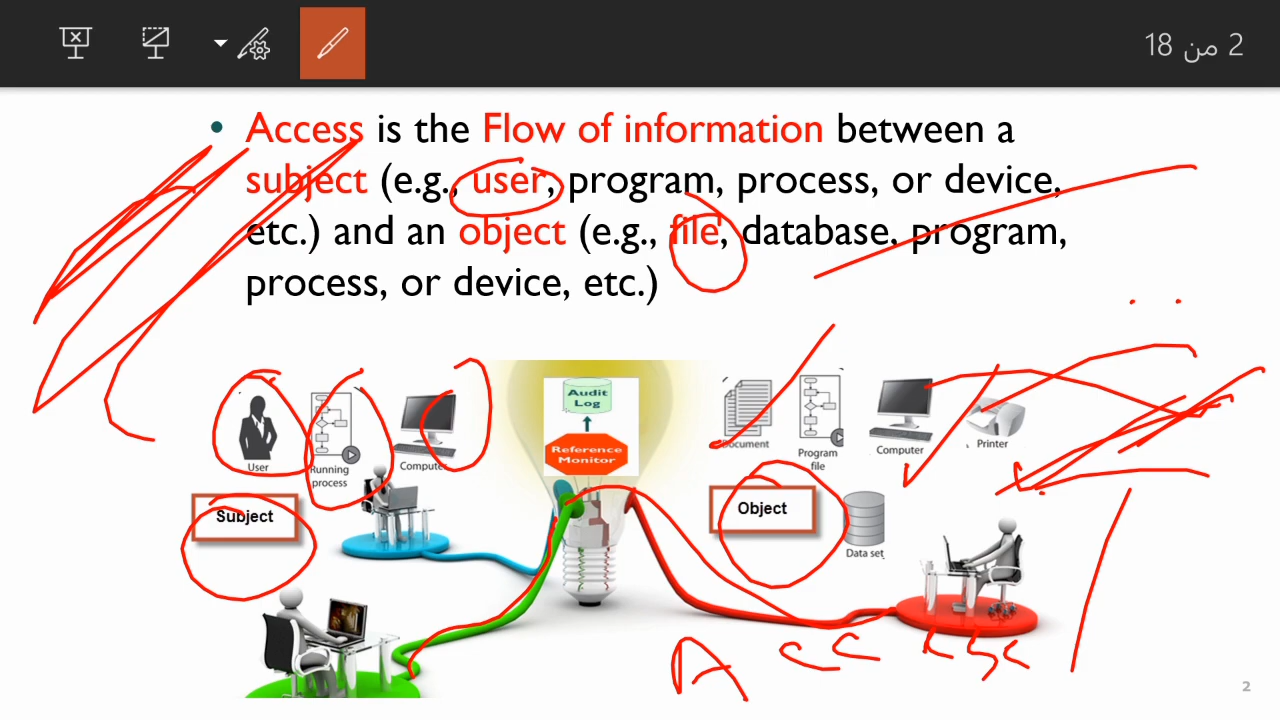 2 من 18
• Access is the Flow of information between a
subject (e.g., user, program, process, or device,
etc.) and an object (e.g., file, database, program,
process, or device, etc.)
Audit
Log
Reference
Monitor
User
Running
process
Computer
Subject
Document
Program
file
Computer
Printer
Object
Data set
Access
2